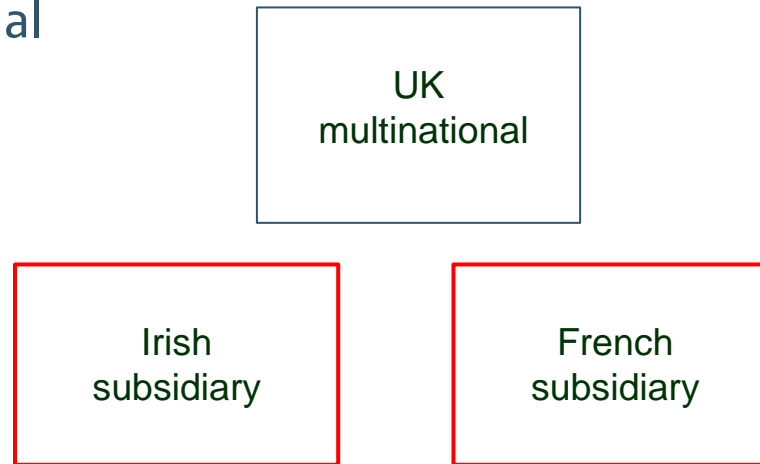 al
UK
multinational
Irish
subsidiary
French
subsidiary